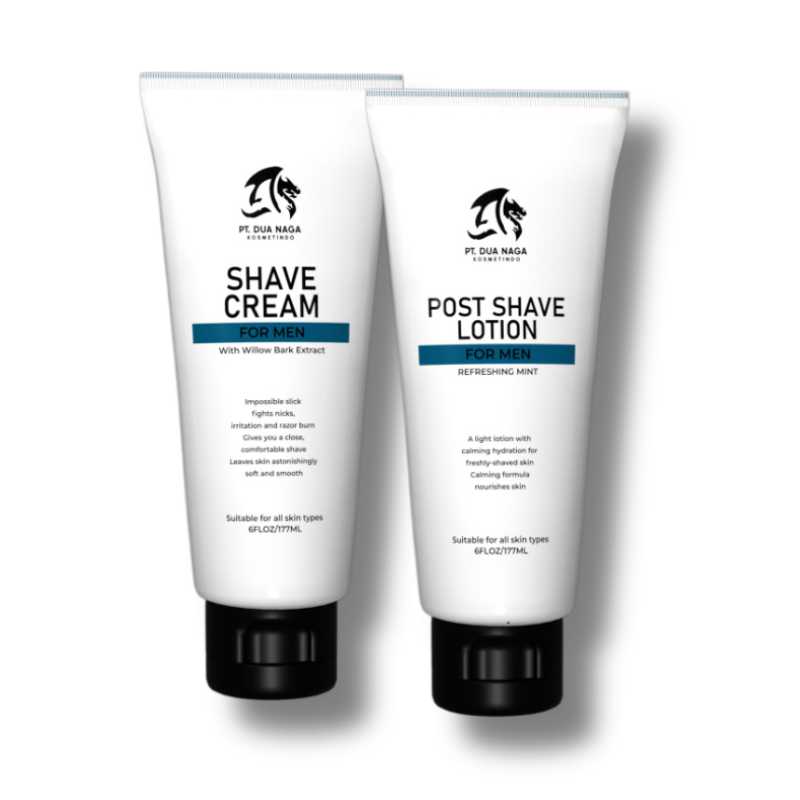 PT. DUA NAGA
KOSMETINDO
SHAVE
CREAM
FOR MEN
With Willow Bark Extract
Impossible slick
fights nicks,
irritation and razor burn
Gives you a close,
comfortable shave
Leaves skin astonishingly
soft and smooth
Suitable for all skin types
6FLOZ/177ML
PT. DUA NAGA
KOSMETINDO
POST SHAVE
LOTION
FOR MEN
REFRESHING MINT
A light lotion with
calming hydration for
freshly-shaved skin
Calming formula
nourishes skin
Suitable for all skin types
6FLOZ/177ML